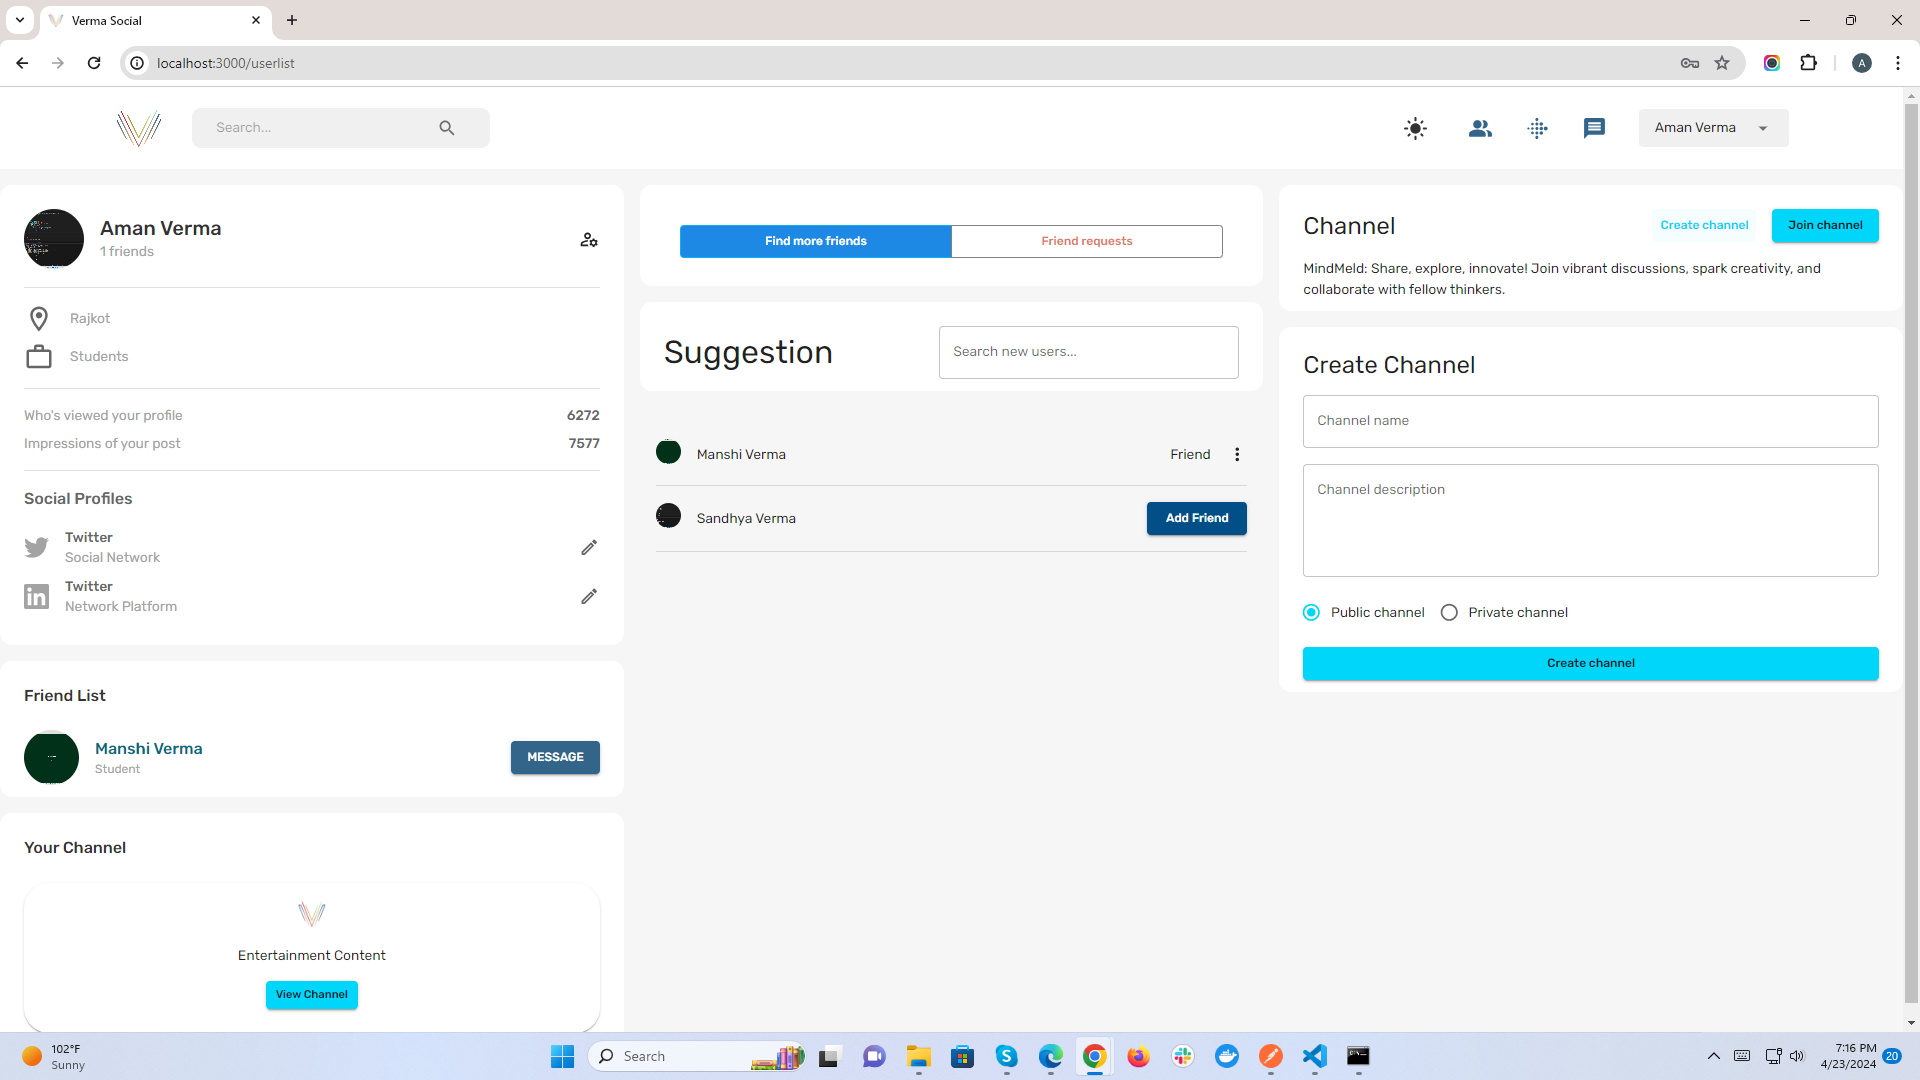 Verma Social
localhost:3000/userlist
A
Search...
Aman Verma
Aman Verma
1 friends
Rajkot
Students
Who's viewed your profile 6272
Impressions of your post 7577
Social Profiles
Twitter
Social Network
Twitter
Network Platform
Friend List
Manshi Verma
Student
MESSAGE
Your Channel
Entertainment Content
View Channel
Find more friends
Friend requests
Suggestion
Search new users...
Manshi Verma
Friend
Sandhya Verma
Add Friend
Channel
Create channel
Join channel
MindMeld: Share, explore, innovate! Join vibrant discussions, spark creativity, and
collaborate with fellow thinkers.
Create Channel
Channel name
Channel description
Public channel
Private channel
Create channel
102°F
Sunny
Search
7:16 PM
4/23/2024
20